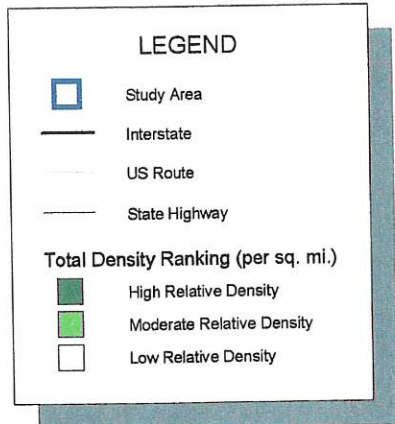 LEGEND
Study Area
Interstate
US Route
State Highway
Total Density Ranking (per sq. mi.)
High Relative Density
Moderate Relative Density
Low Relative Density